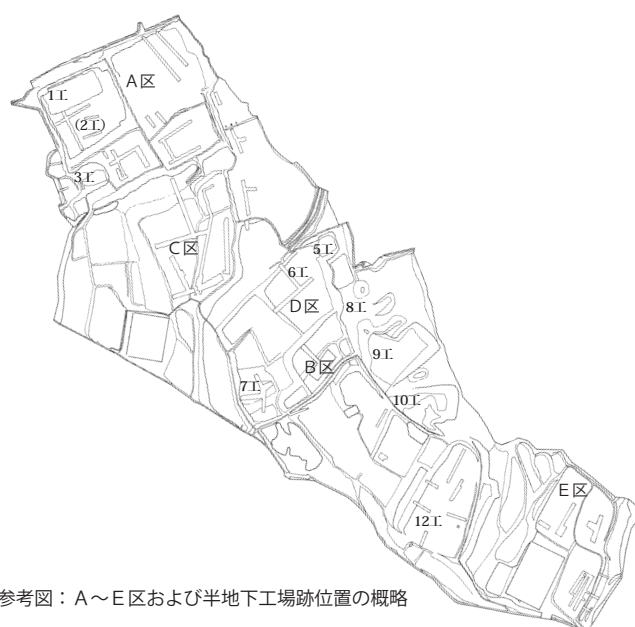 A区
1工
(2工)
3工
C区
5工
6工
D区
8工
B区
9工
7工
10工
E区
12工
参考図：A～E区および半地下工場跡位置の概略